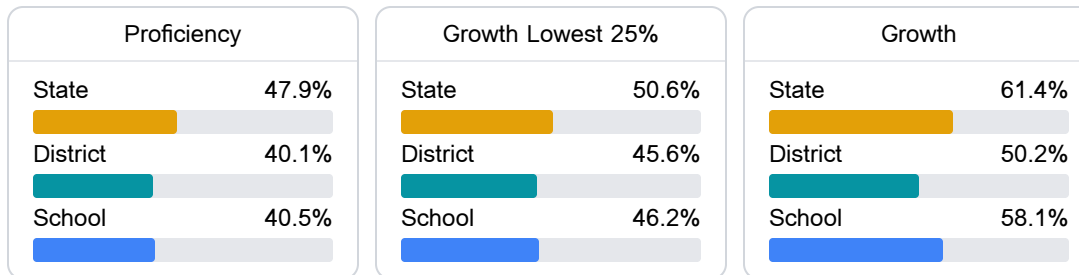 Proficiency
State 47.9%
District 40.1%
School 40.5%
Growth Lowest 25%
State 50.6%
District 45.6%
School 46.2%
Growth
State 61.4%
District 50.2%
School 58.1%